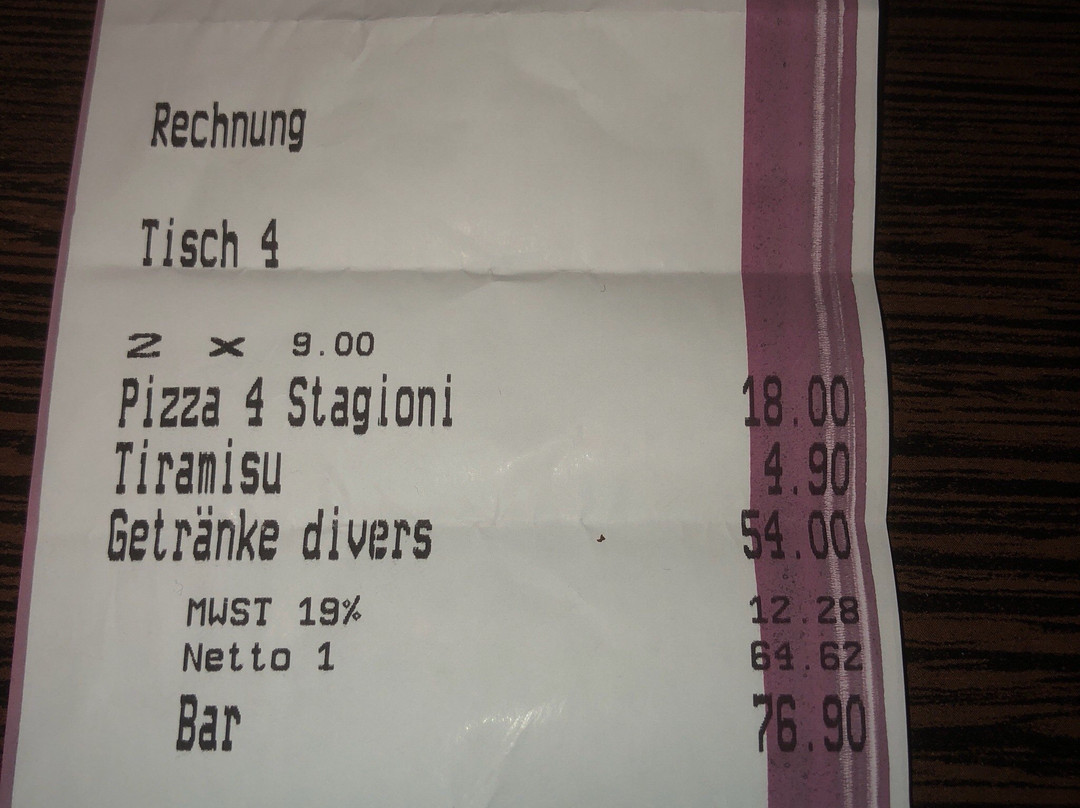 Rechnung
Tisch 4
2 x 9.00
Pizza 4 Stagioni 18.00
Tiramisu 4.90
Getränke divers 54.00
MWST 19% 12.28
Netto 1 64.62
Bar 76.90